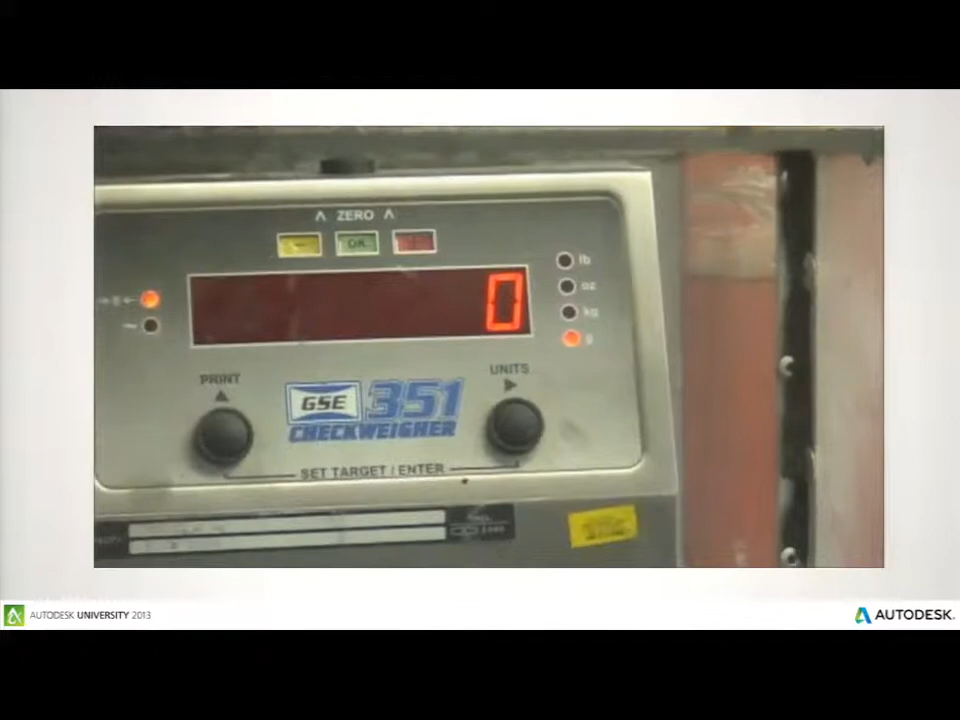 ZERO
OK
0
lb
oz
kg
g
PRINT
UNITS
GSE 351
CHECKWEIGHER
SET TARGET / ENTER
AUTODESK UNIVERSITY 2013
AUTODESK.